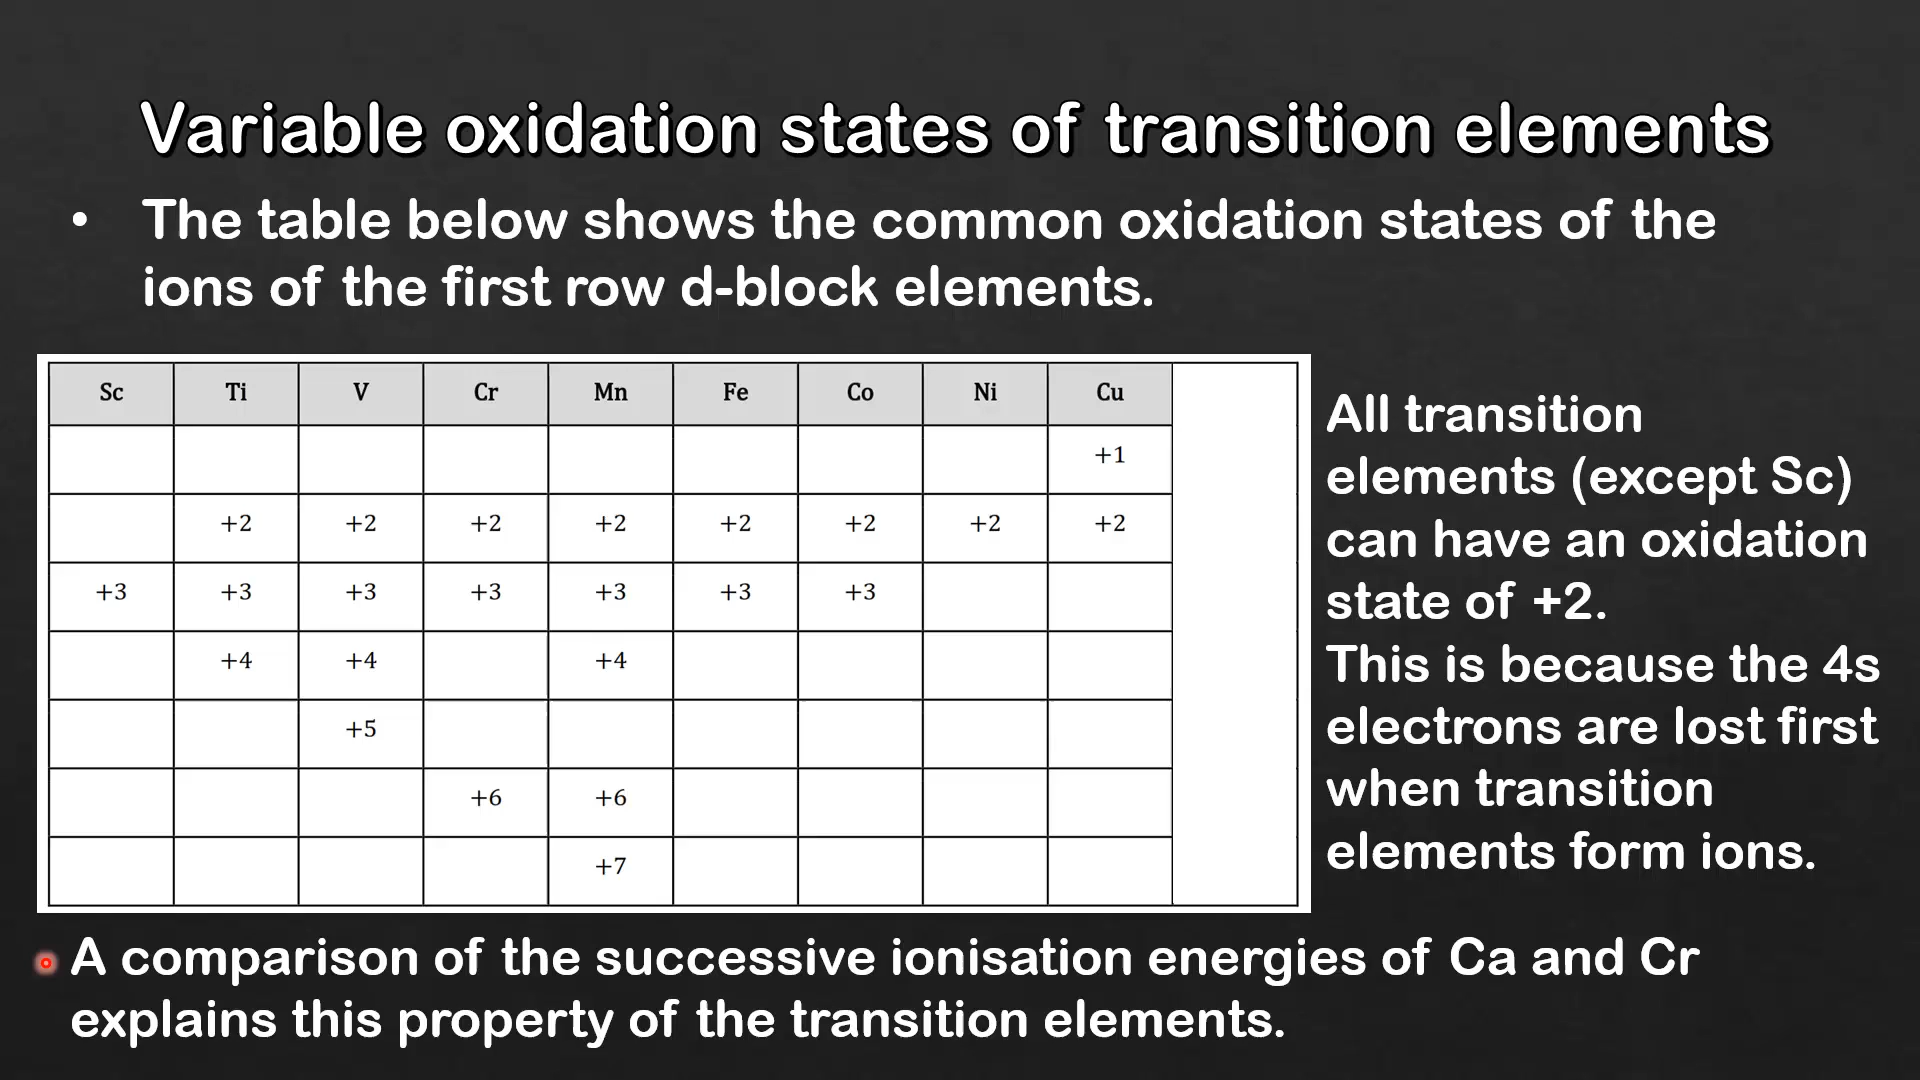 Variable oxidation states of transition elements
• The table below shows the common oxidation states of the
ions of the first row d-block elements.
Sc Ti V Cr Mn Fe Co Ni Cu
+1
+2 +2 +2 +2 +2 +2 +2 +2
+3 +3 +3 +3 +3 +3 +3
+4 +4 +4
+5
+6 +6
+7
All transition
elements (except Sc)
can have an oxidation
state of +2.
This is because the 4s
electrons are lost first
when transition
elements form ions.
A comparison of the successive ionisation energies of Ca and Cr
explains this property of the transition elements.